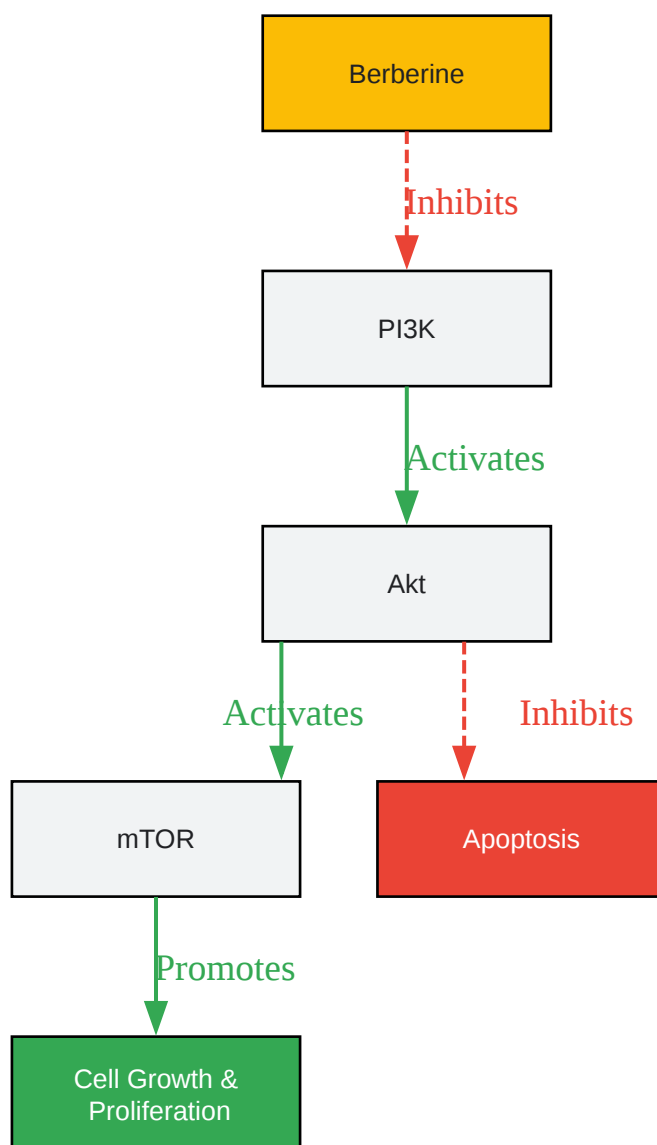 Berberine
Inhibits
PI3K
Activates
Akt
Activates
Inhibits
mTOR
Apoptosis
Promotes
Cell Growth &
Proliferation